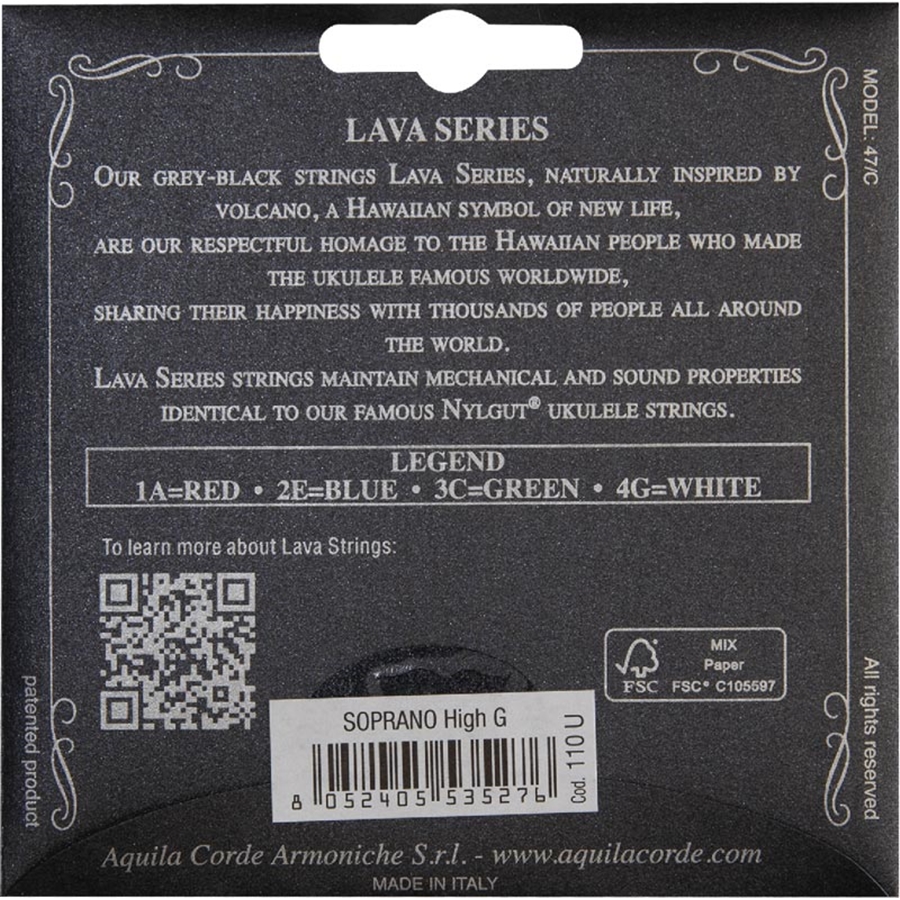 LAVA SERIES
OUR GREY-BLACK STRINGS LAVA SERIES, NATURALLY INSPIRED BY
VOLCANO, A HAWAIIAN SYMBOL OF NEW LIFE,
ARE OUR RESPECTFUL HOMAGE TO THE HAWAIIAN PEOPLE WHO MADE
THE UKULELE FAMOUS WORLDWIDE,
SHARING THEIR HAPPINESS WITH THOUSANDS OF PEOPLE ALL AROUND
THE WORLD.
LAVA SERIES STRINGS MAINTAIN MECHANICAL AND SOUND PROPERTIES
IDENTICAL TO OUR FAMOUS NYLGUT® UKULELE STRINGS.
LEGEND
1A=RED • 2E=BLUE • 3C=GREEN • 4G=WHITE
To learn more about Lava Strings:
FSC
MIX
Paper
FSC® C105597
SOPRANO High G
8 052405 535276
Cod. 110 U
Aquila Corde Armoniche S.r.l. - www.aquilacorde.com
MADE IN ITALY
patented product
MODEL: 47/C
All rights reserved